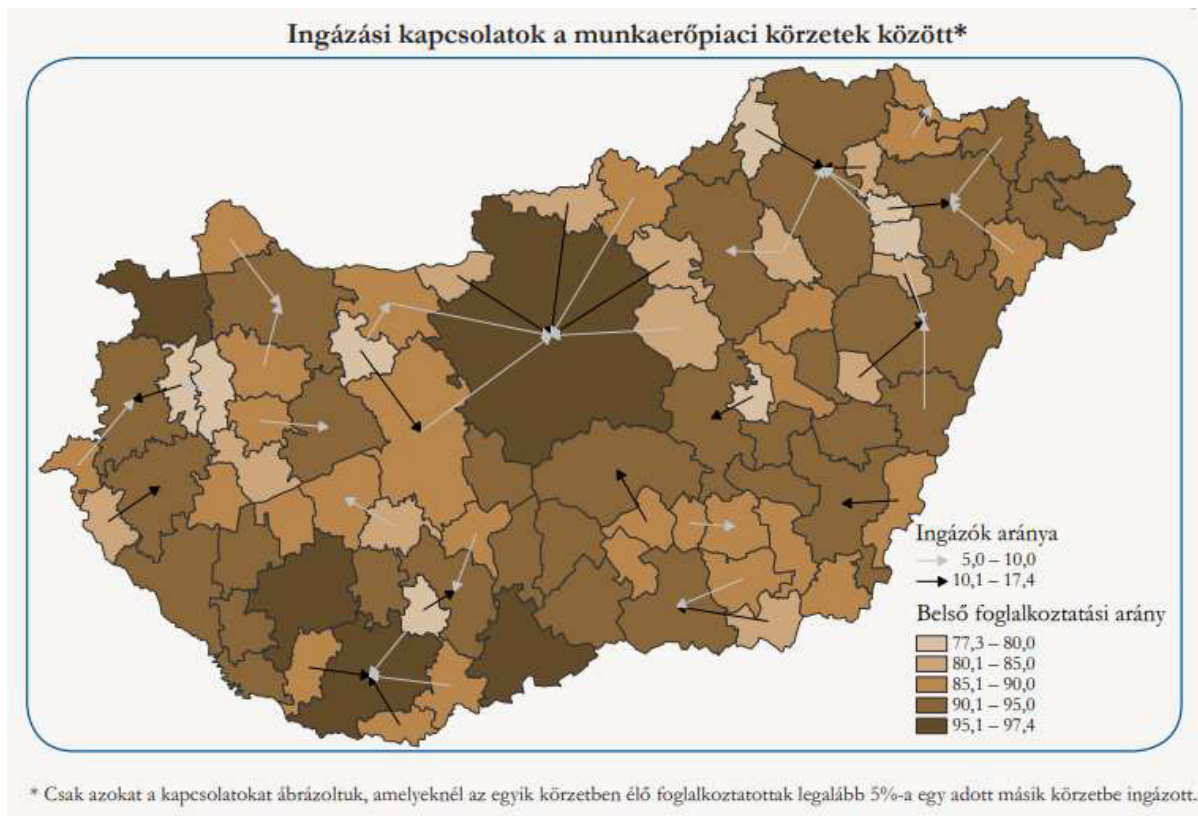 Ingázási kapcsolatok a munkaerőpiaci körzetek között*
Ingázók aránya
5,0 – 10,0
10,1 – 17,4
Belső foglalkoztatási arány
77,3 – 80,0
80,1 – 85,0
85,1 – 90,0
90,1 – 95,0
95,1 – 97,4
* Csak azokat a kapcsolatokat ábrázoltuk, amelyeknél az egyik körzetben élő foglalkoztatottak legalább 5%-a egy adott másik körzetbe ingázott.